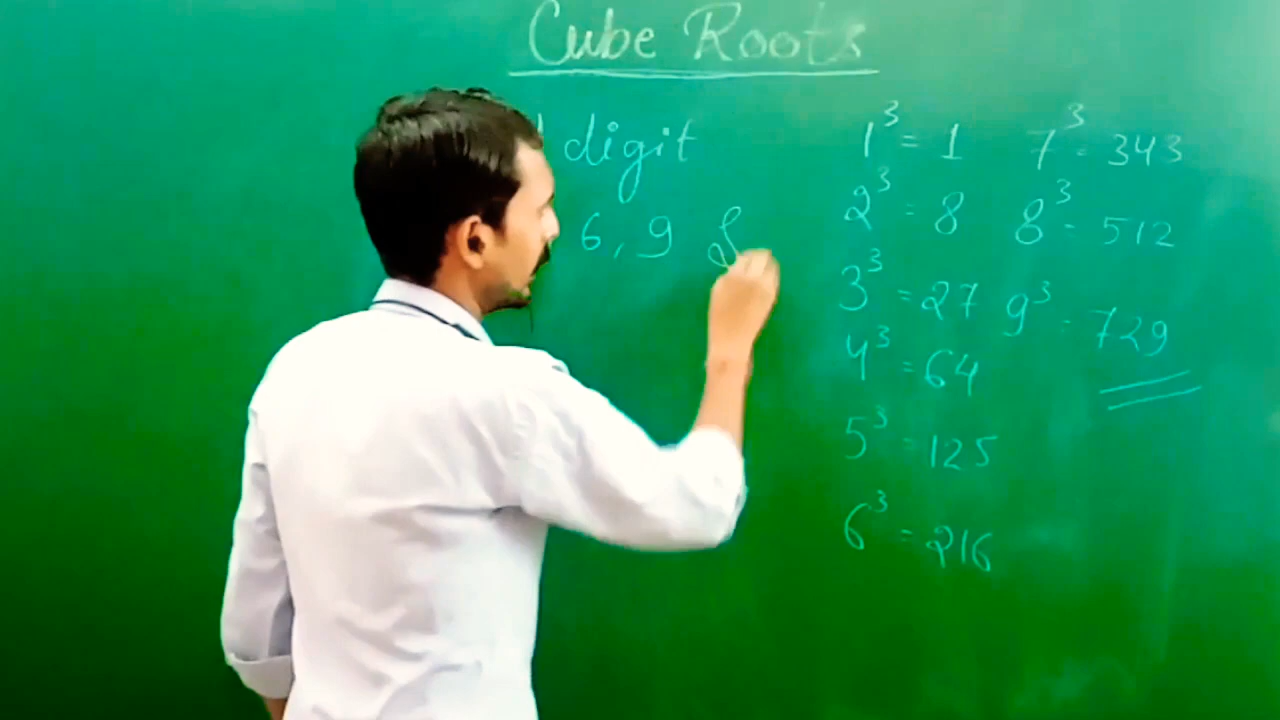 Cube Roots
digit
6, 9
1³ = 1
2³ = 8
3³ = 27
4³ = 64
5³ = 125
6³ = 216
7³ = 343
8³ = 512
9³ = 729